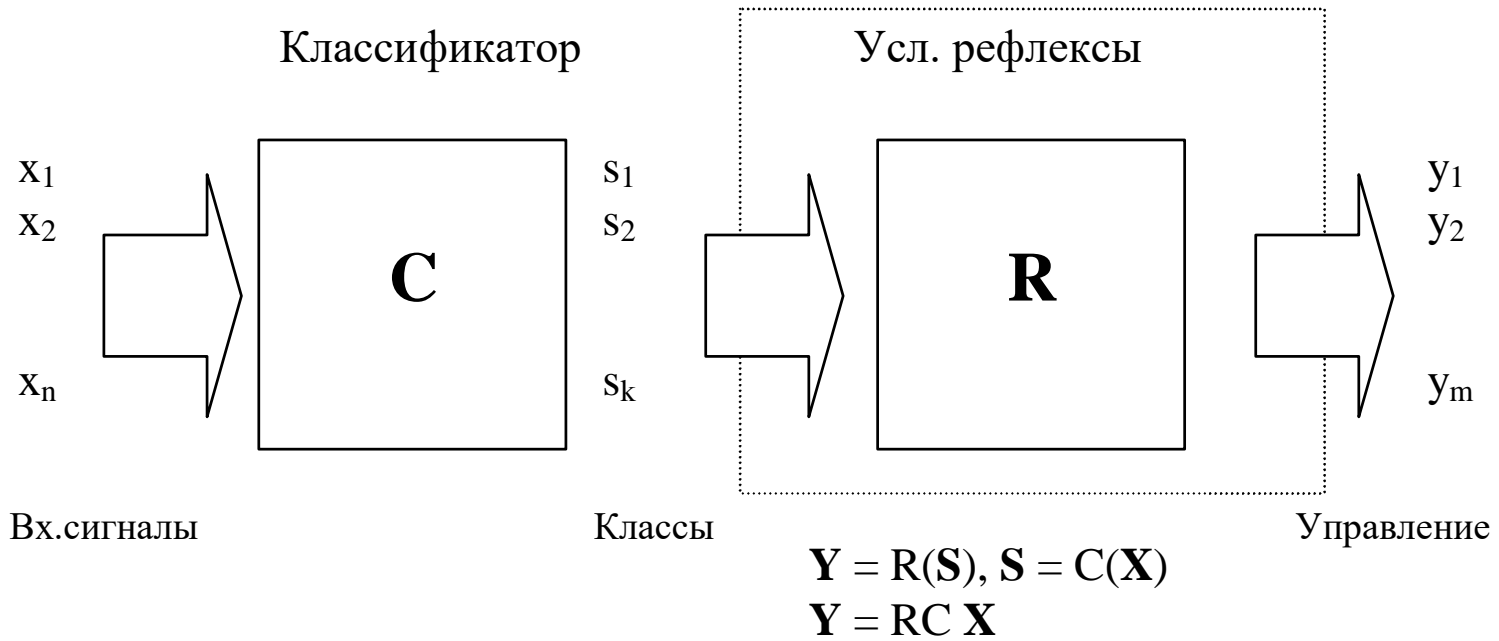 Классификатор Усл. рефлексы
x1 s1 y1
x2 s2 y2
C R
xn sk ym
Вх.сигналы Классы Управление
Y = R(S), S = C(X)
Y = RC X